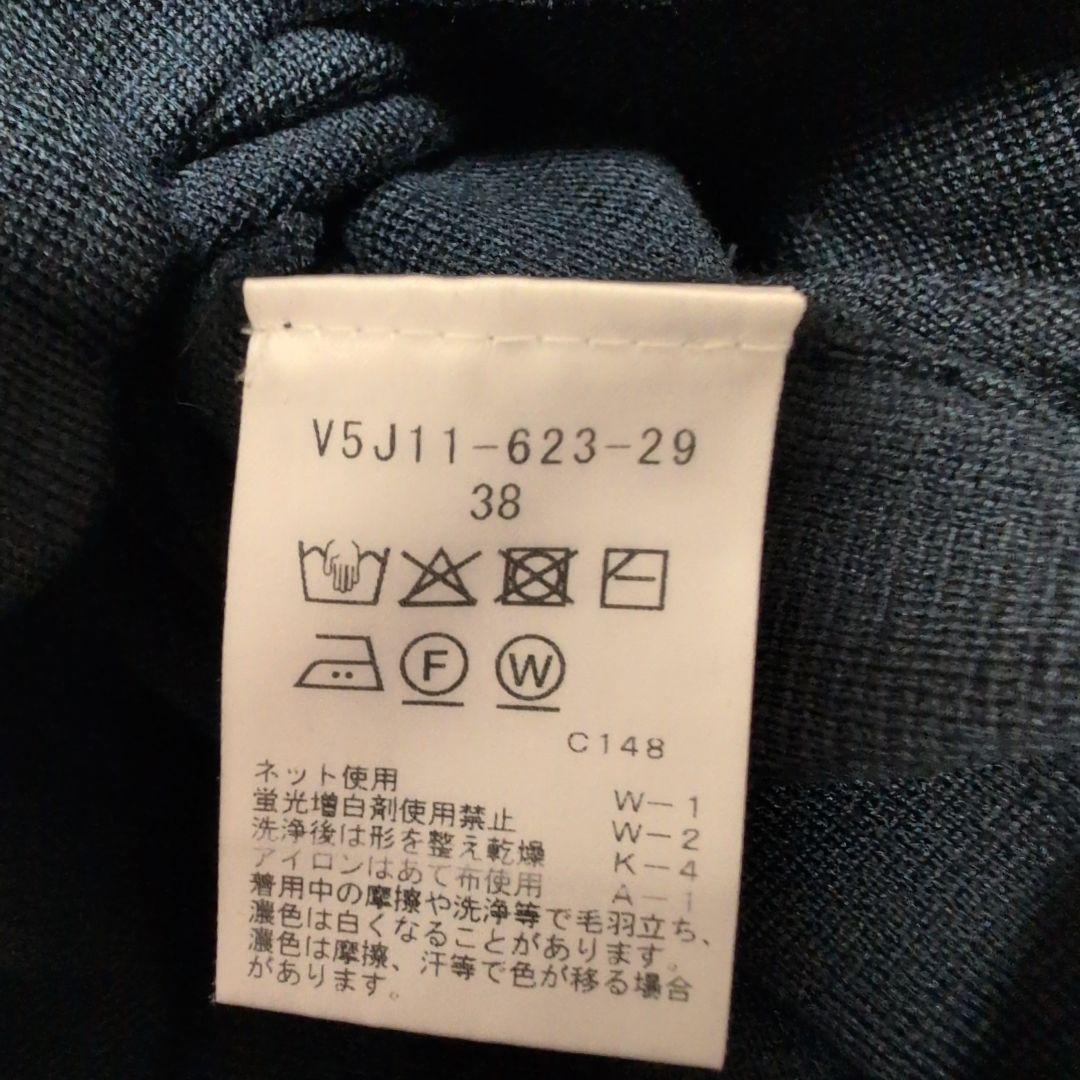 V5J11-623-29
38
F W
C148
ネット使用 W-1
蛍光増白剤使用禁止 W-2
洗浄後は形を整え乾燥 K-4
アイロンはあて布使用 A-1
着用中の摩擦や洗浄等で毛羽立ち、
濃色は白くなることがあります。
濃色は摩擦、汗等で色が移る場合
があります。